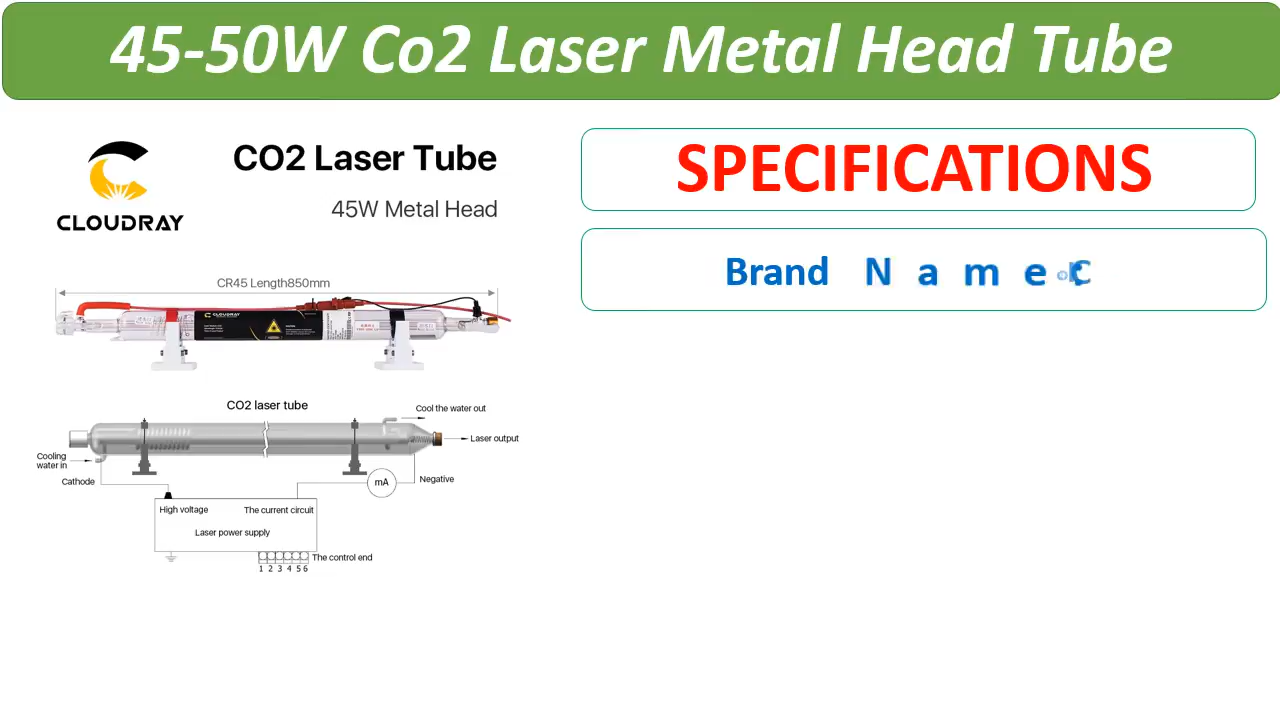 45-50W Co2 Laser Metal Head Tube
CLOUDRAY
CO2 Laser Tube
45W Metal Head
CR45 Length850mm
CLOUDRAY
CO2 laser tube
Cool the water out
Laser output
Cooling
water in
Cathode
mA
Negative
High voltage
The current circuit
Laser power supply
The control end
1 2 3 4 5 6
SPECIFICATIONS
Brand Name